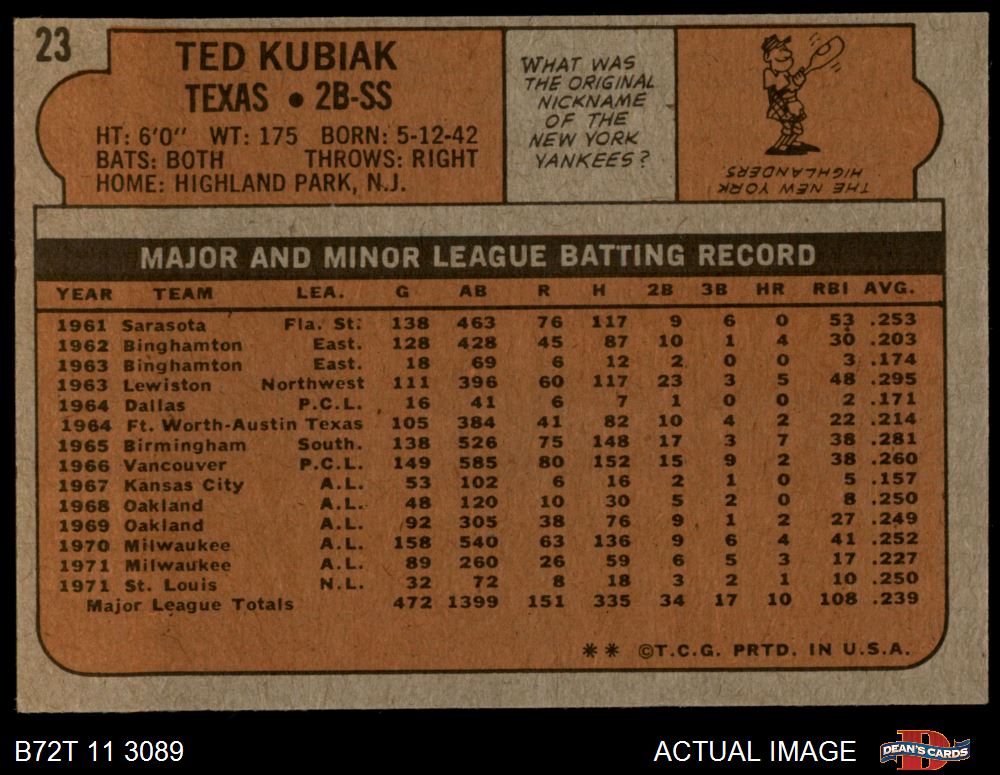 23
TED KUBIAK
TEXAS • 2B-SS
HT: 6'0" WT: 175 BORN: 5-12-42
BATS: BOTH THROWS: RIGHT
HOME: HIGHLAND PARK, N.J.
WHAT WAS
THE ORIGINAL
NICKNAME
OF THE
NEW YORK
YANKEES?
THE NEW YORK
HIGHLANDERS
MAJOR AND MINOR LEAGUE BATTING RECORD
YEAR TEAM LEA. G AB R H 2B 3B HR RBI AVG.
1961 Sarasota Fla. St. 138 463 76 117 9 6 0 53 .253
1962 Binghamton East. 128 428 45 87 10 1 4 30 .203
1963 Binghamton East. 18 69 6 12 2 0 0 3 .174
1963 Lewiston Northwest 111 396 60 117 23 3 5 48 .295
1964 Dallas P.C.L. 16 41 6 7 1 0 0 2 .171
1964 Ft. Worth-Austin Texas 105 384 41 82 10 4 2 22 .214
1965 Birmingham South. 138 526 75 148 17 3 7 38 .281
1966 Vancouver P.C.L. 149 585 80 152 15 9 2 38 .260
1967 Kansas City A.L. 53 102 6 16 2 1 0 5 .157
1968 Oakland A.L. 48 120 10 30 5 2 0 8 .250
1969 Oakland A.L. 92 305 38 76 9 1 2 27 .249
1970 Milwaukee A.L. 158 540 63 136 9 6 4 41 .252
1971 Milwaukee A.L. 89 260 26 59 6 5 3 17 .227
1971 St. Louis N.L. 32 72 8 18 3 2 1 10 .250
Major League Totals 472 1399 151 335 34 17 10 108 .239
** ©T.C.G. PRTD. IN U.S.A.
B72T 11 3089
ACTUAL IMAGE
D
DEAN'S CARDS